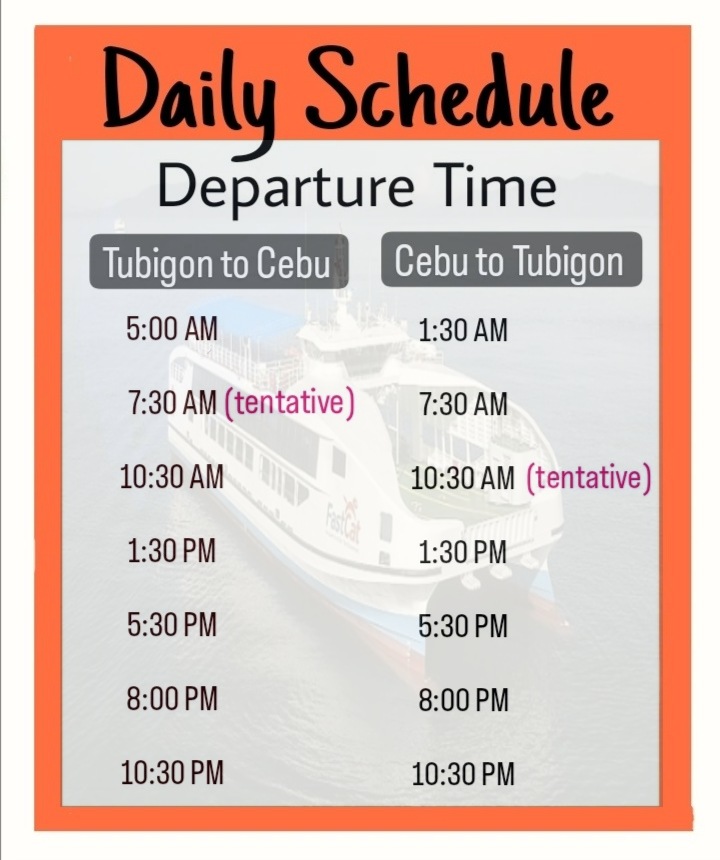 Daily Schedule
Departure Time
Tubigon to Cebu Cebu to Tubigon
5:00 AM 1:30 AM
7:30 AM (tentative) 7:30 AM
10:30 AM 10:30 AM (tentative)
1:30 PM 1:30 PM
FastCat
5:30 PM 5:30 PM
8:00 PM 8:00 PM
10:30 PM 10:30 PM